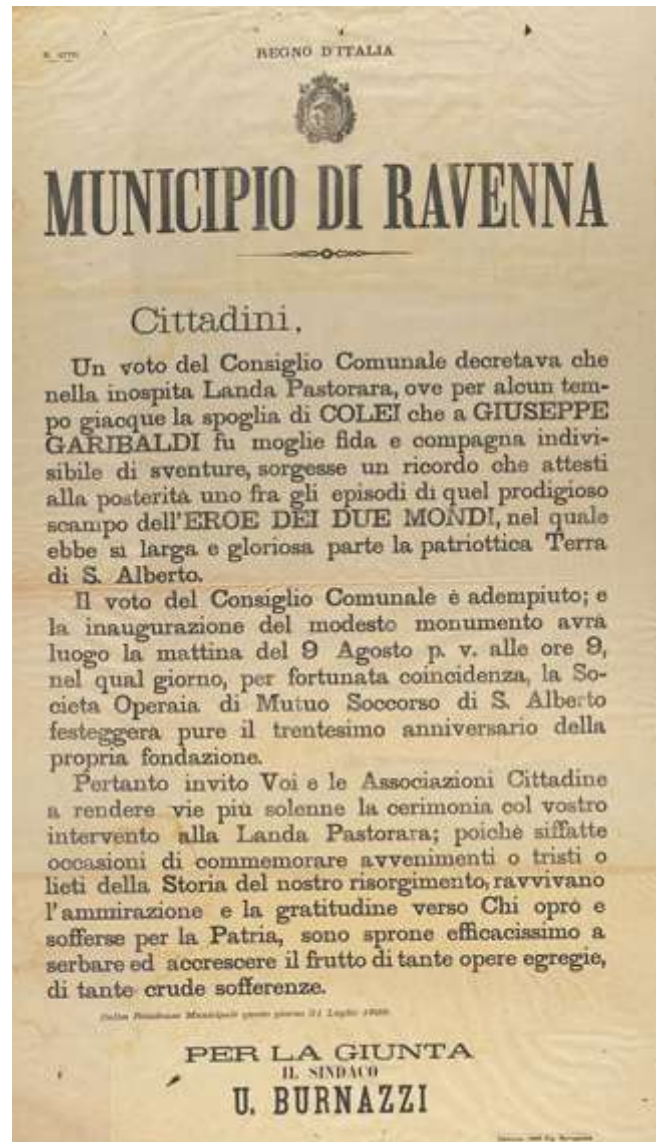 REGNO D'ITALIA
MUNICIPIO DI RAVENNA
Cittadini,
Un voto del Consiglio Comunale decretava che
nella inospita Landa Pastorara, ove per alcun tem-
po giacque la spoglia di COLEI che a GIUSEPPE
GARIBALDI fu moglie fida e compagna indivi-
sibile di sventure, sorgesse un ricordo che attesti
alla posterità uno fra gli episodi di quel prodigioso
scampo dell'EROE DEI DUE MONDI, nel quale
ebbe sì larga e gloriosa parte la patriottica Terra
di S. Alberto.
Il voto del Consiglio Comunale è adempiuto; e
la inaugurazione del modesto monumento avrà
luogo la mattina del 9 Agosto p. v. alle ore 9,
nel qual giorno, per fortunata coincidenza, la So-
cietà Operaia di Mutuo Soccorso di S. Alberto
festeggerà pure il trentesimo anniversario della
propria fondazione.
Pertanto invito Voi e le Associazioni Cittadine
a rendere vie più solenne la cerimonia col vostro
intervento alla Landa Pastorara; poichè siffatte
occasioni di commemorare avvenimenti o tristi o
lieti della Storia del nostro risorgimento, ravvivano
l'ammirazione e la gratitudine verso Chi oprò e
sofferse per la Patria, sono sprone efficacissimo a
serbare ed accrescere il frutto di tante opere egregie,
di tante crude sofferenze.
Dalla Residenza Municipale questo giorno 31 Luglio
PER LA GIUNTA
IL SINDACO
U. BURNAZZI